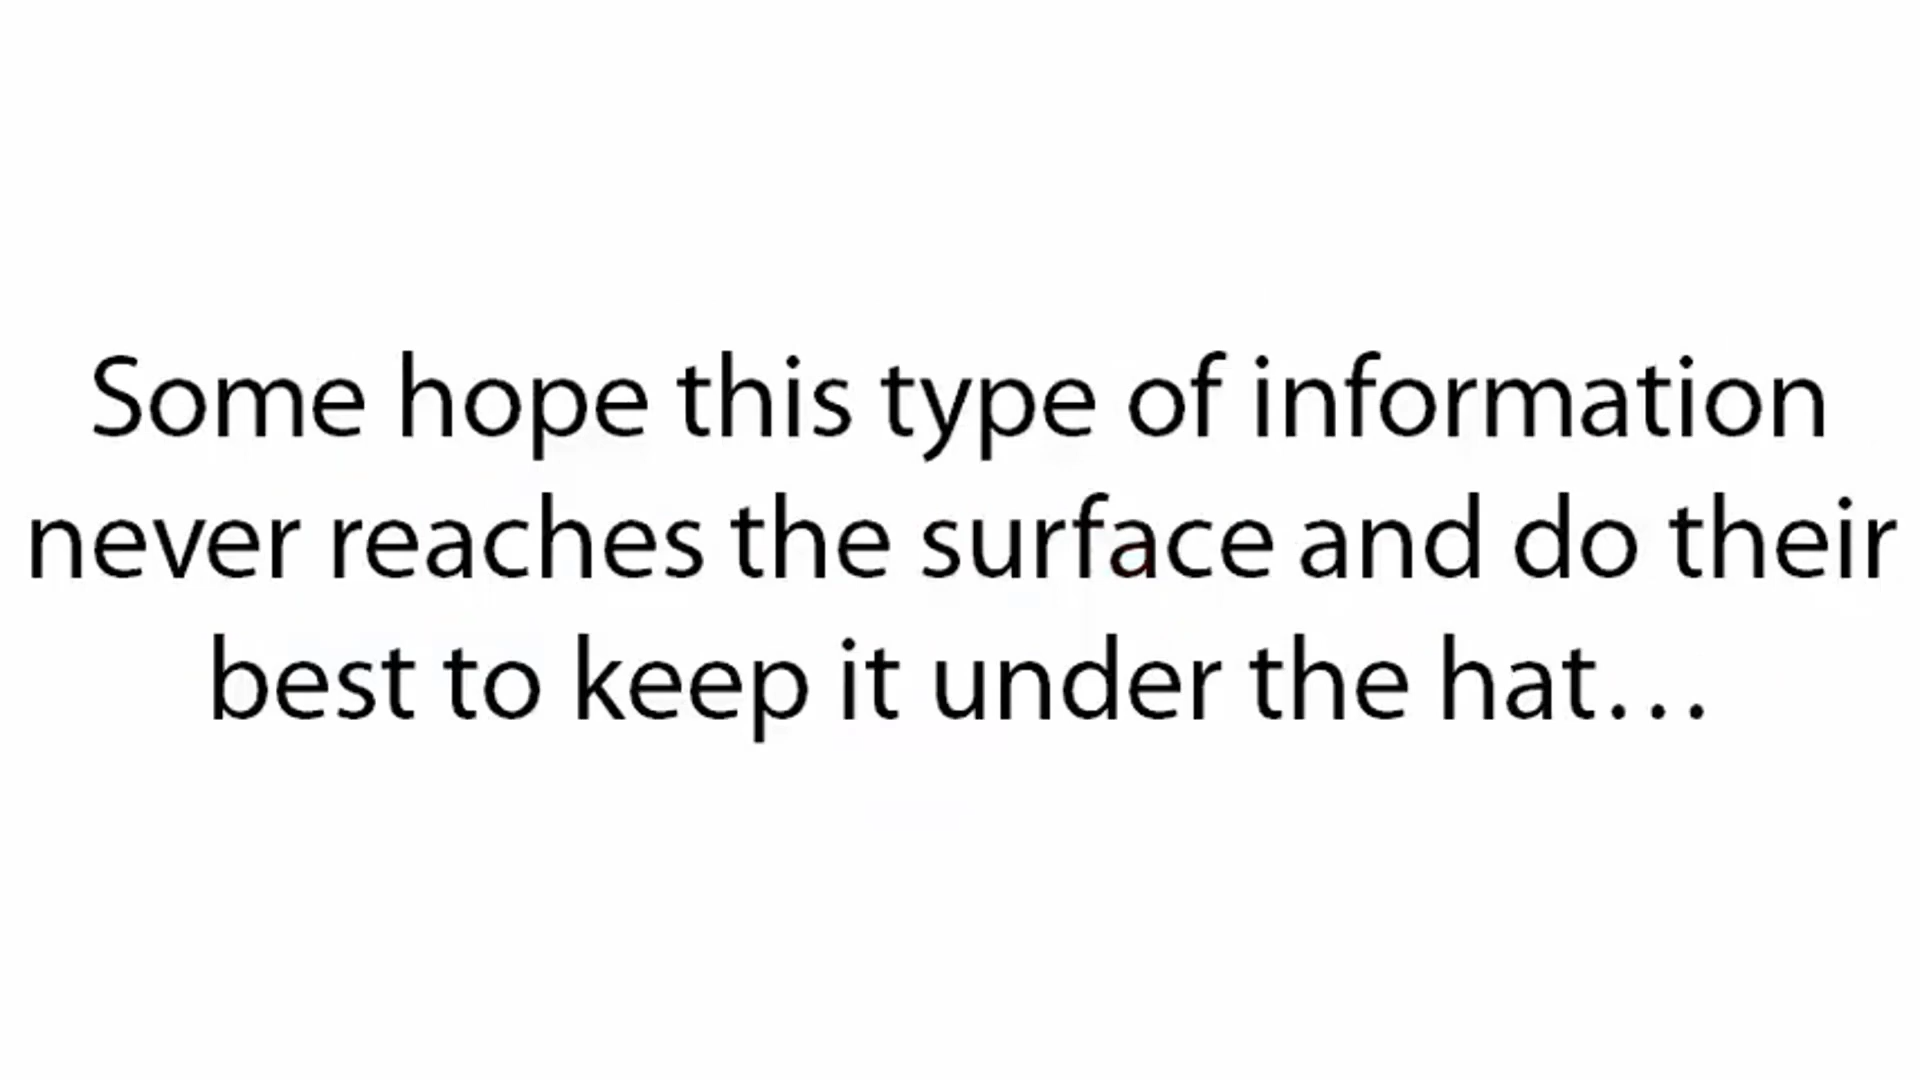 Some hope this type of information
never reaches the surface and do their
best to keep it under the hat…